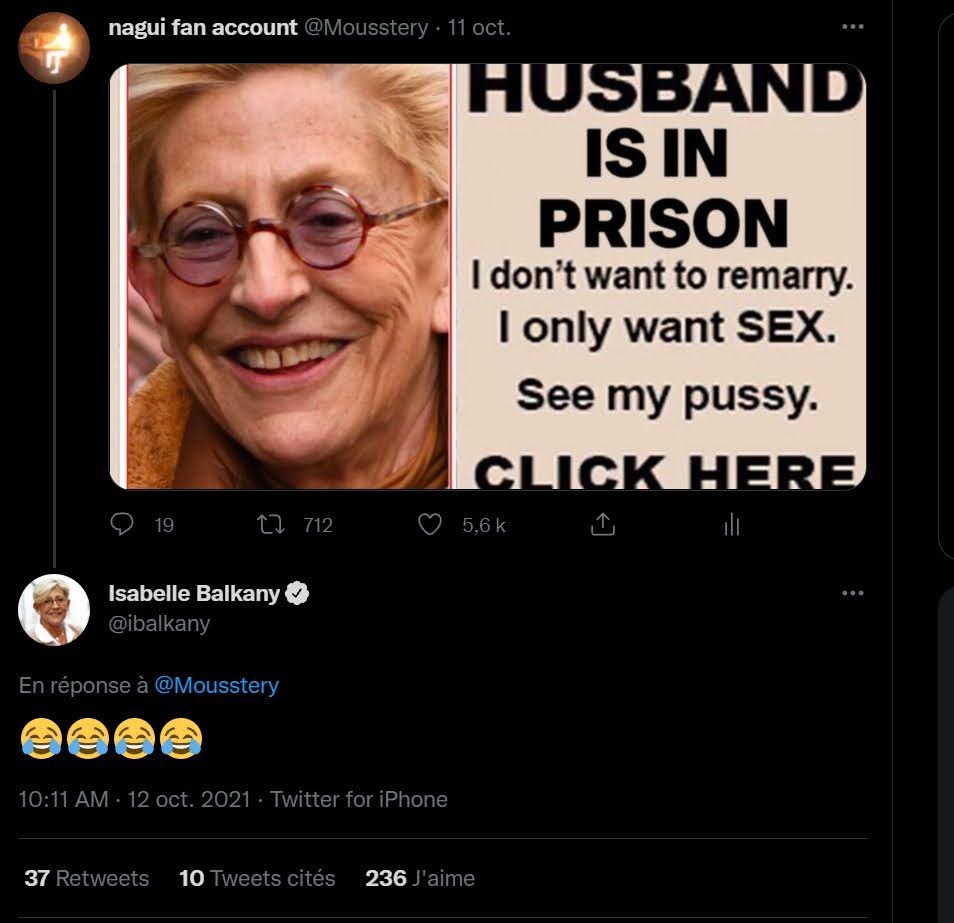 nagui fan account @Mousstery · 11 oct.
HUSBAND
IS IN
PRISON
I don't want to remarry.
I only want SEX.
See my pussy.
CLICK HERE
19 712 5,6 k
Isabelle Balkany
@ibalkany
En réponse à @Mousstery
😂😂😂😂
10:11 AM · 12 oct. 2021 · Twitter for iPhone
37 Retweets 10 Tweets cités 236 J'aime